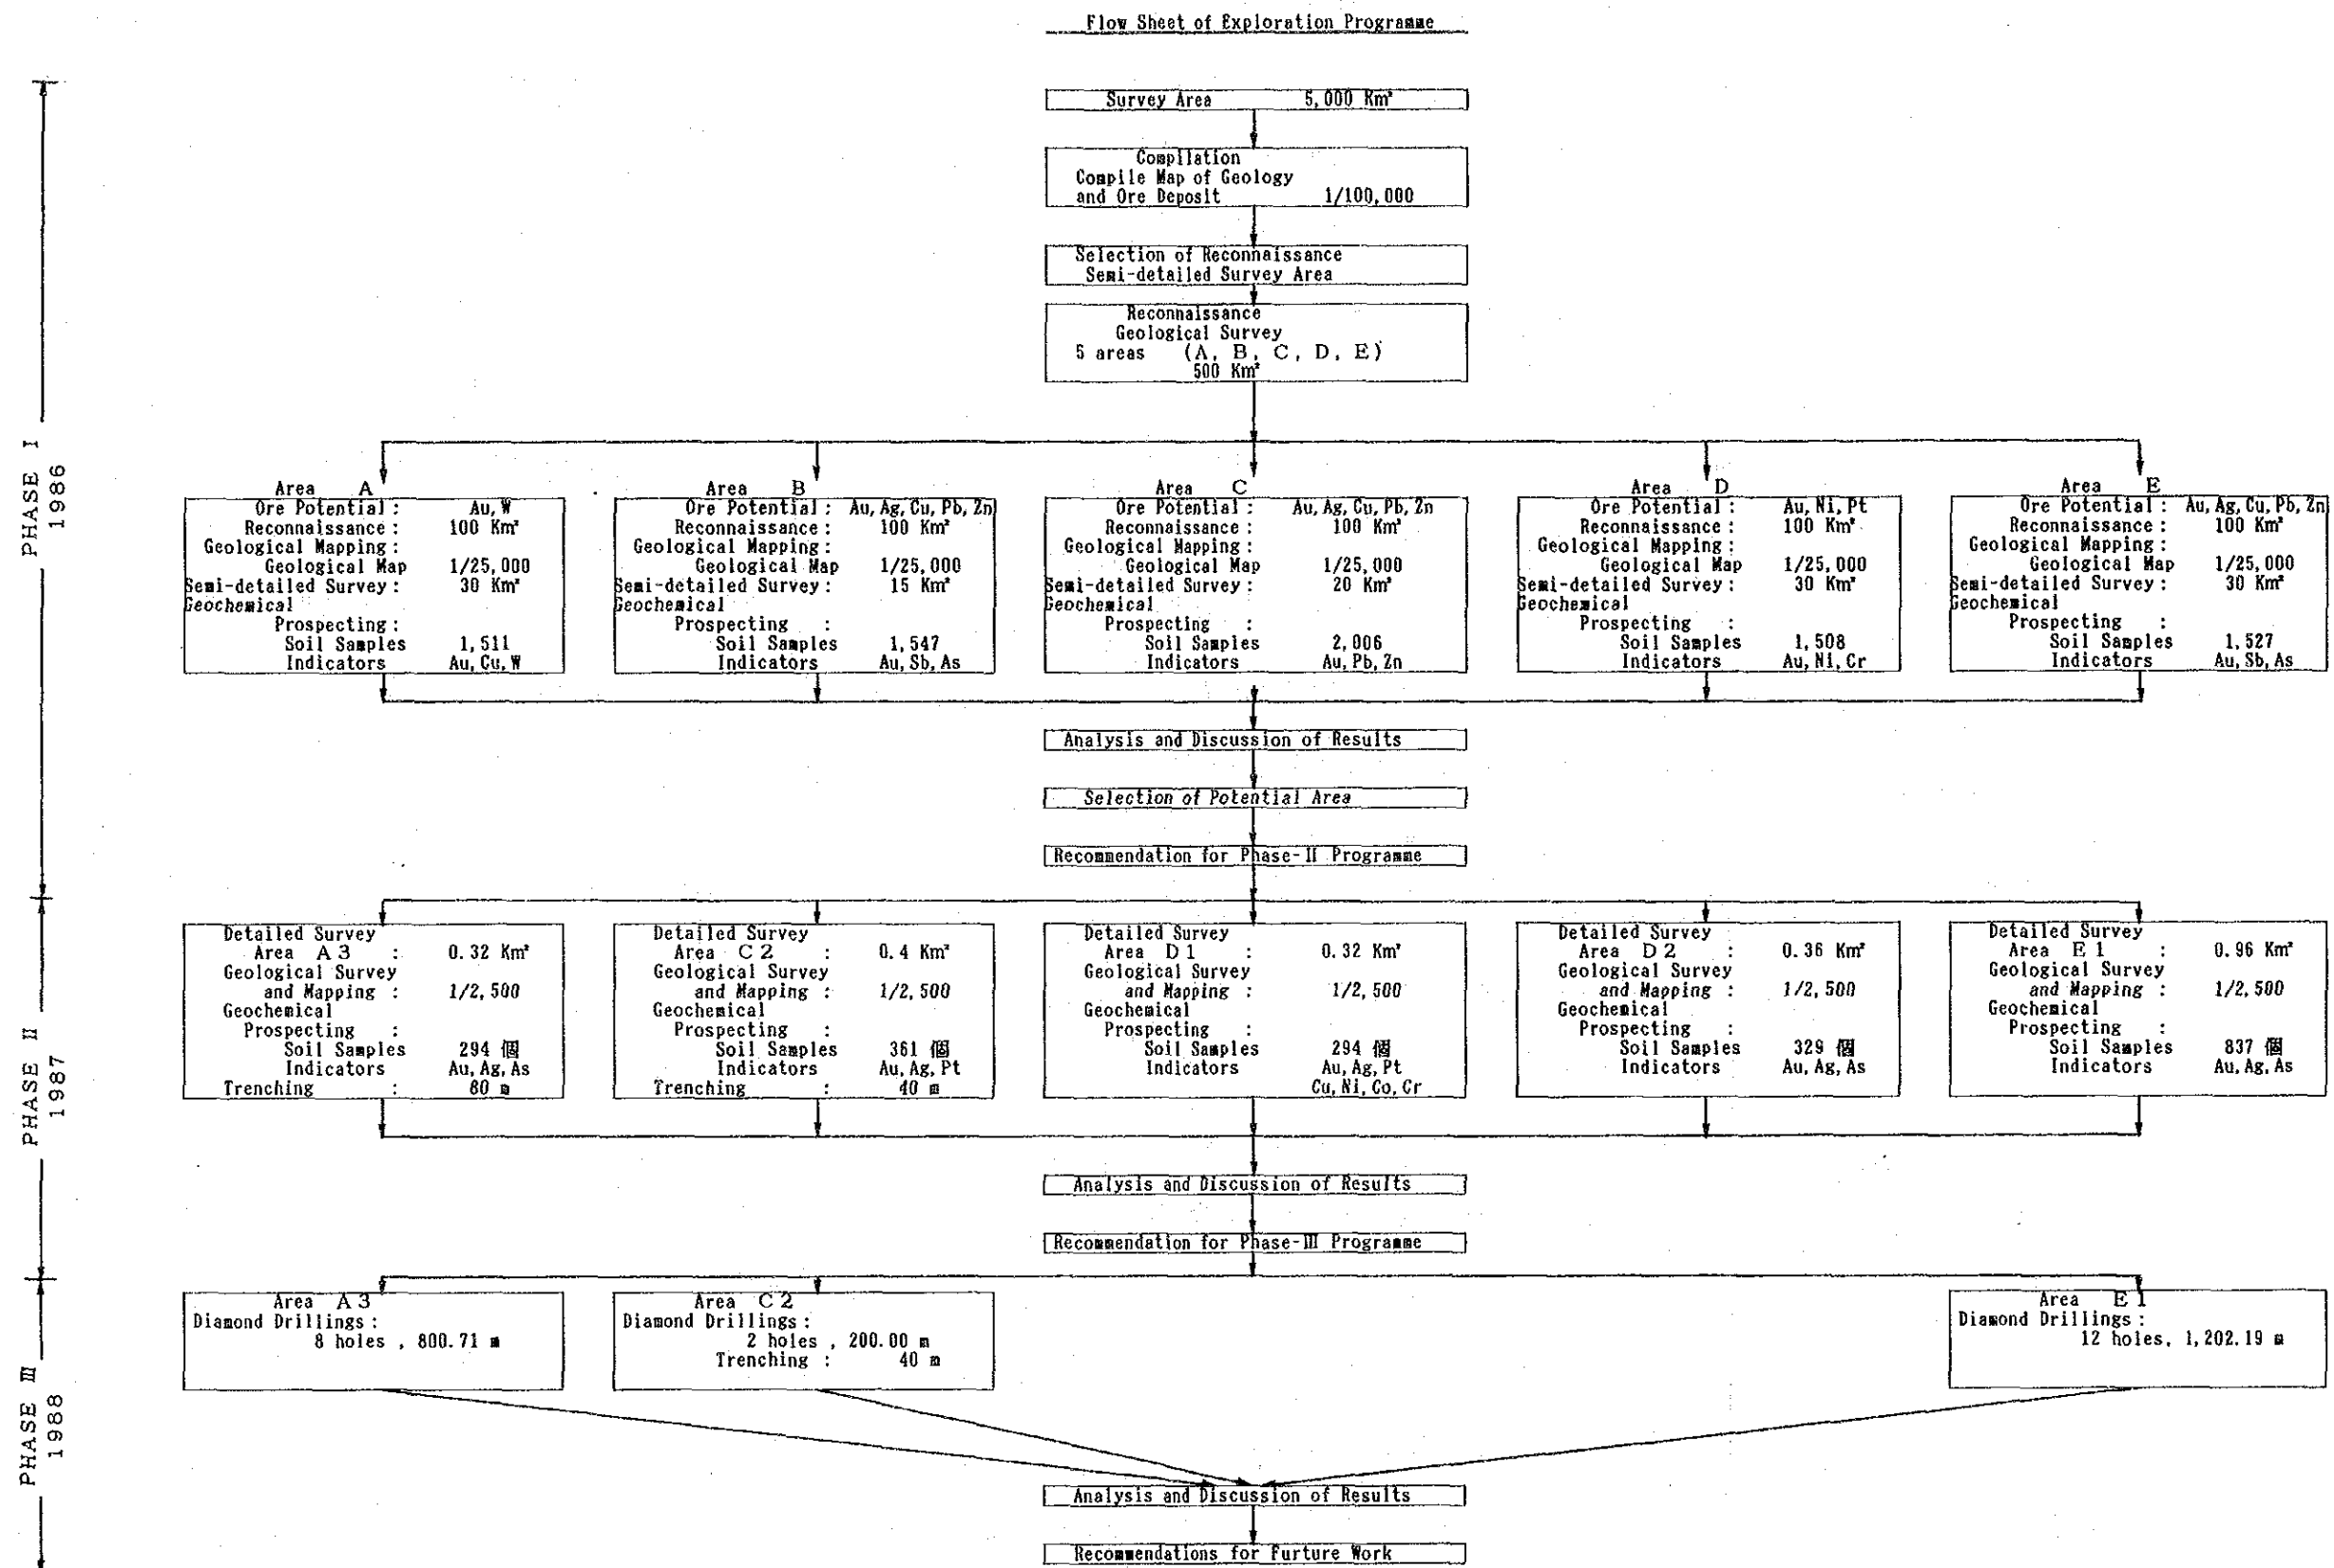 Flow Sheet of Exploration Programme
Survey Area 5,000 Km²
Compilation
Compile Map of Geology
and Ore Deposit 1/100,000
Selection of Reconnaissance
Semi-detailed Survey Area
Reconnaissance
Geological Survey
5 areas (A, B, C, D, E)
500 Km²
PHASE I
1986
Area A
Ore Potential : Au, W
Reconnaissance : 100 Km²
Geological Mapping :
Geological Map 1/25,000
Semi-detailed Survey : 30 Km²
Geochemical
Prospecting :
Soil Samples 1,511
Indicators Au, Cu, W
Area B
Ore Potential : Au, Ag, Cu, Pb, Zn
Reconnaissance : 100 Km²
Geological Mapping :
Geological Map 1/25,000
Semi-detailed Survey : 15 Km²
Geochemical
Prospecting :
Soil Samples 1,547
Indicators Au, Sb, As
Area C
Ore Potential : Au, Ag, Cu, Pb, Zn
Reconnaissance : 100 Km²
Geological Mapping :
Geological Map 1/25,000
Semi-detailed Survey : 20 Km²
Geochemical
Prospecting :
Soil Samples 2,006
Indicators Au, Pb, Zn
Area D
Ore Potential : Au, Ni, Pt
Reconnaissance : 100 Km²
Geological Mapping :
Geological Map 1/25,000
Semi-detailed Survey : 30 Km²
Geochemical
Prospecting :
Soil Samples 1,508
Indicators Au, Ni, Cr
Area E
Ore Potential : Au, Ag, Cu, Pb, Zn
Reconnaissance : 100 Km²
Geological Mapping :
Geological Map 1/25,000
Semi-detailed Survey : 30 Km²
Geochemical
Prospecting :
Soil Samples 1,527
Indicators Au, Sb, As
Analysis and Discussion of Results
Selection of Potential Area
Recommendation for Phase-II Programme
PHASE II
1987
Detailed Survey
Area A3 : 0.32 Km²
Geological Survey
and Mapping : 1/2,500
Geochemical
Prospecting :
Soil Samples 294 個
Indicators Au, Ag, As
Trenching : 80 m
Detailed Survey
Area C2 : 0.4 Km²
Geological Survey
and Mapping : 1/2,500
Geochemical
Prospecting :
Soil Samples 361 個
Indicators Au, Ag, Pt
Trenching : 40 m
Detailed Survey
Area D1 : 0.32 Km²
Geological Survey
and Mapping : 1/2,500
Geochemical
Prospecting :
Soil Samples 294 個
Indicators Au, Ag, Pt
Cu, Ni, Co, Cr
Detailed Survey
Area D2 : 0.36 Km²
Geological Survey
and Mapping : 1/2,500
Geochemical
Prospecting :
Soil Samples 329 個
Indicators Au, Ag, As
Detailed Survey
Area E1 : 0.96 Km²
Geological Survey
and Mapping : 1/2,500
Geochemical
Prospecting :
Soil Samples 837 個
Indicators Au, Ag, As
Analysis and Discussion of Results
Recommendation for Phase-III Programme
PHASE III
1988
Area A3
Diamond Drillings :
8 holes , 800.71 m
Area C2
Diamond Drillings :
2 holes , 200.00 m
Trenching : 40 m
Area E1
Diamond Drillings :
12 holes, 1,202.19 m
Analysis and Discussion of Results
Recommendations for Furture Work